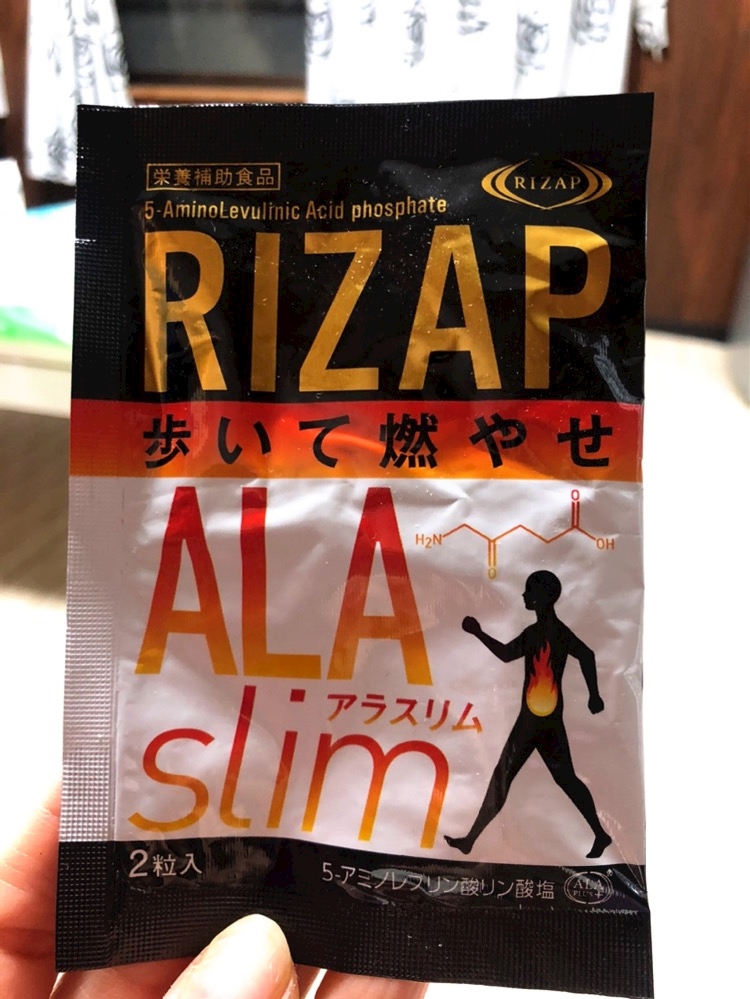 栄養補助食品
RIZAP
5-AminoLevulinic Acid phosphate
RIZAP
歩いて燃やせ
ALA
H₂N
O
O
OH
slim
アラスリム
2粒入
5-アミノレブリン酸リン酸塩
ALA
PLUS+